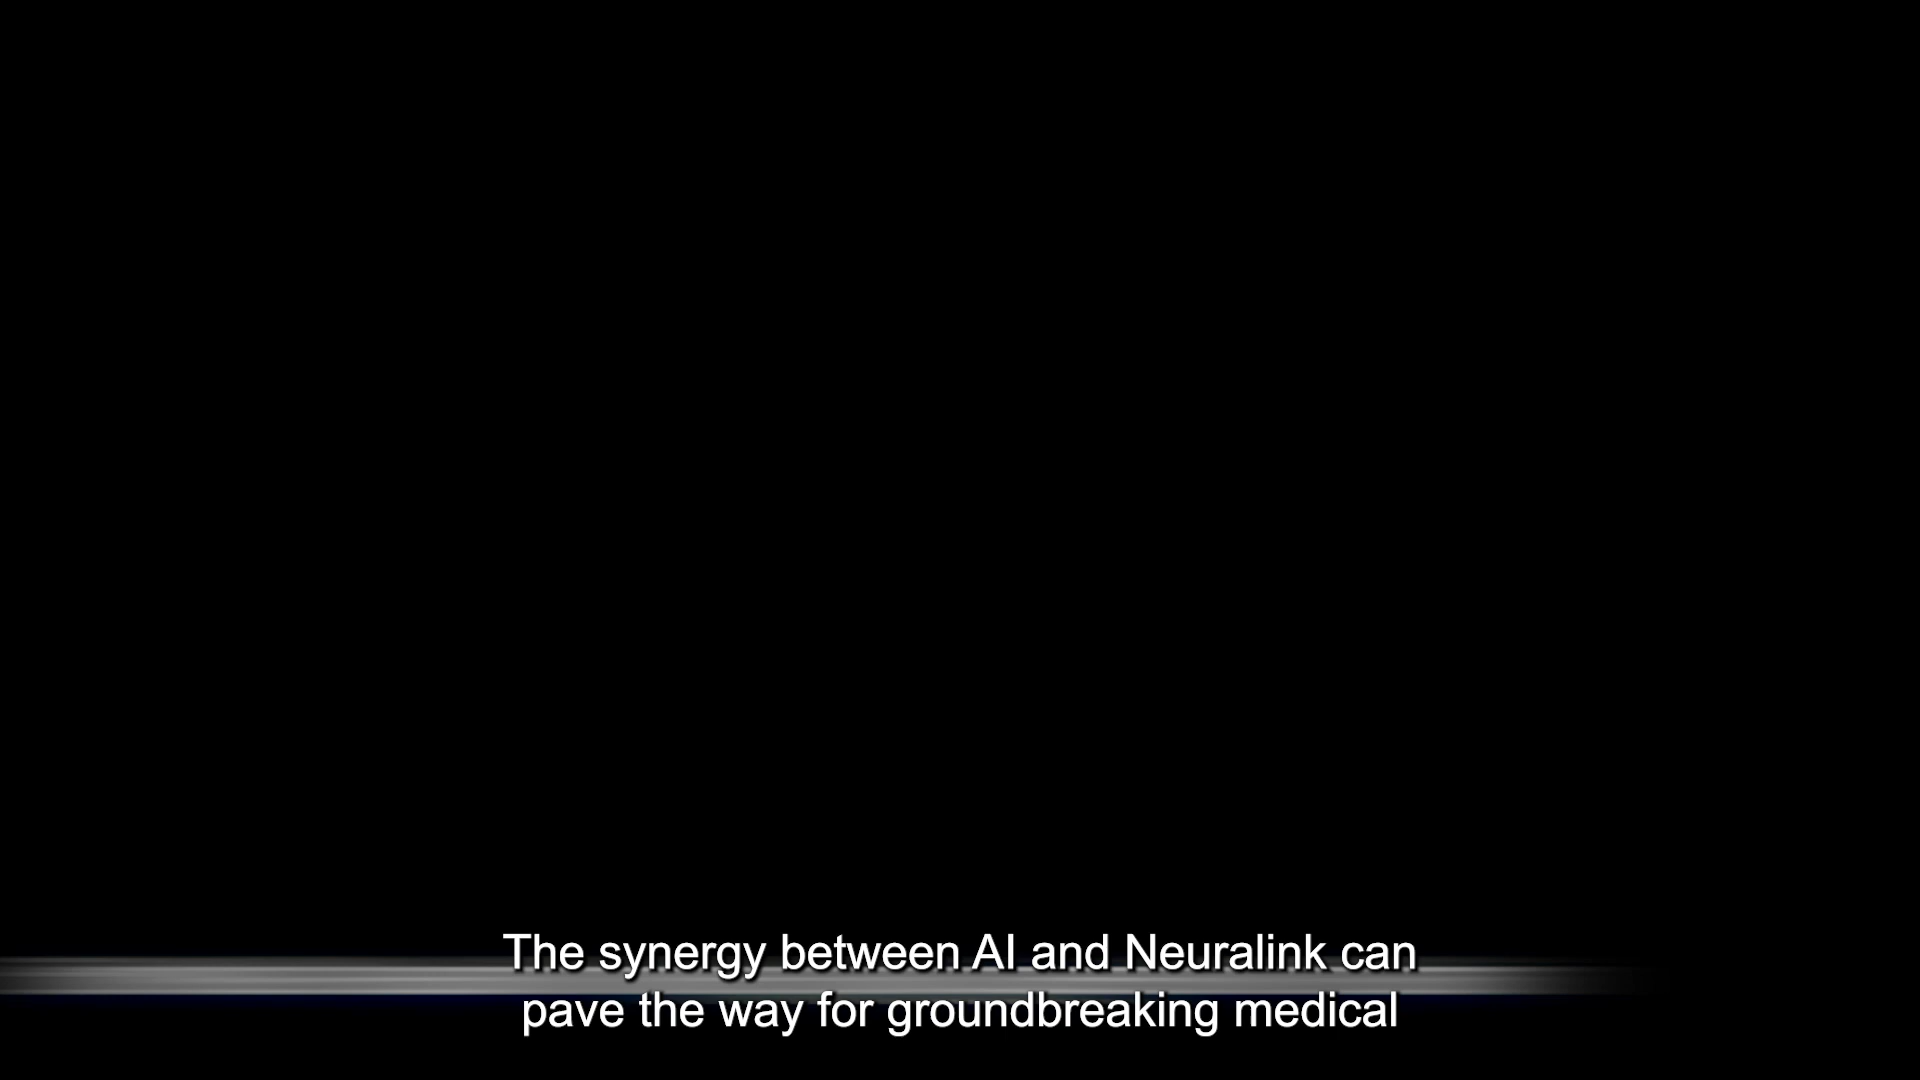 The synergy between AI and Neuralink can
pave the way for groundbreaking medical